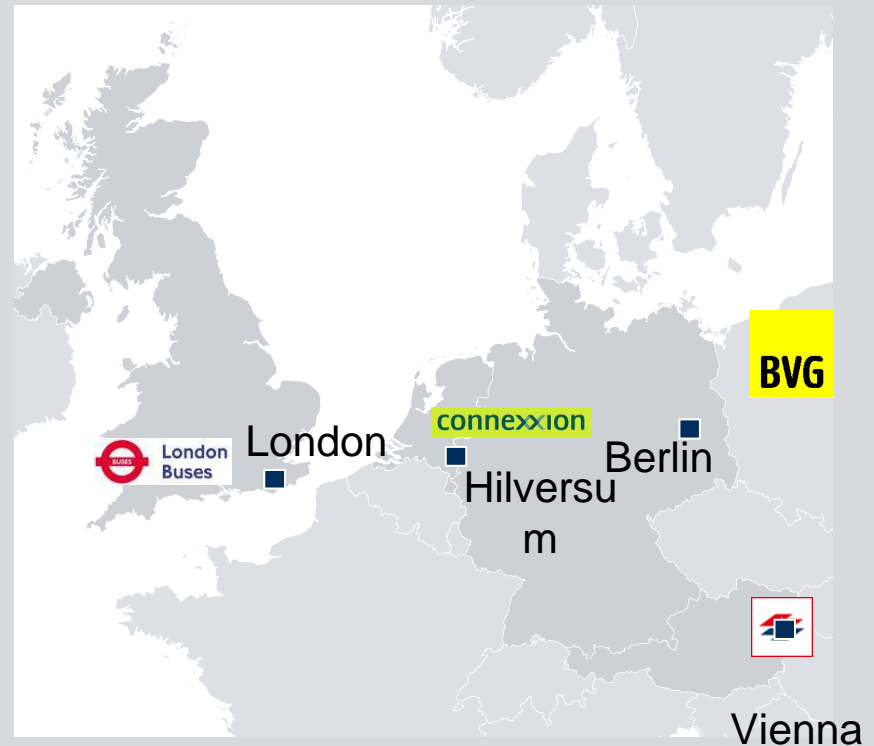 BVG
connexxion
London
Buses
BUSES
London
Berlin
Hilversu
m
Vienna